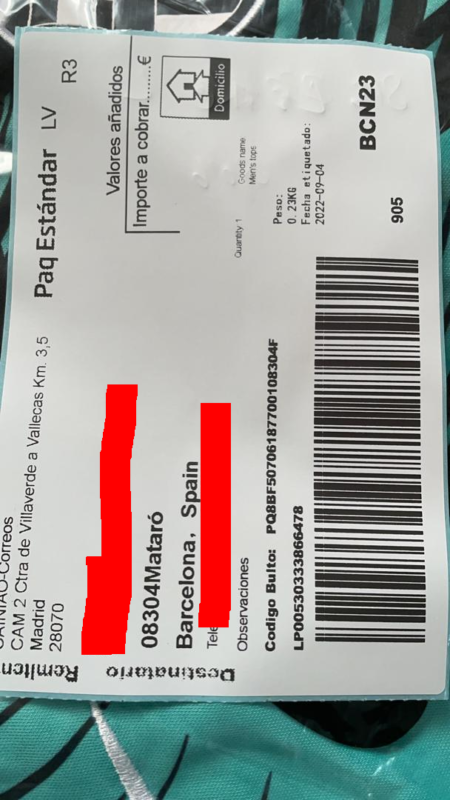 Remiten
CAINIAO-Correos
CAM 2 Ctra de Villaverde a Vallecas Km. 3,5
Madrid
28070
Paq Estándar LV R3
Valores añadidos
Importe a cobrar.........€
Domicilio
Destinatario
08304Mataró
Barcelona, Spain
Tele
Observaciones
Quantity 1
Goods name
Men's tops
Peso:
0.23KG
Fecha etiquetado:
2022-09-04
BCN23
905
Codigo Bulto: PQ8BF50706187700108304F
LP00530333866478